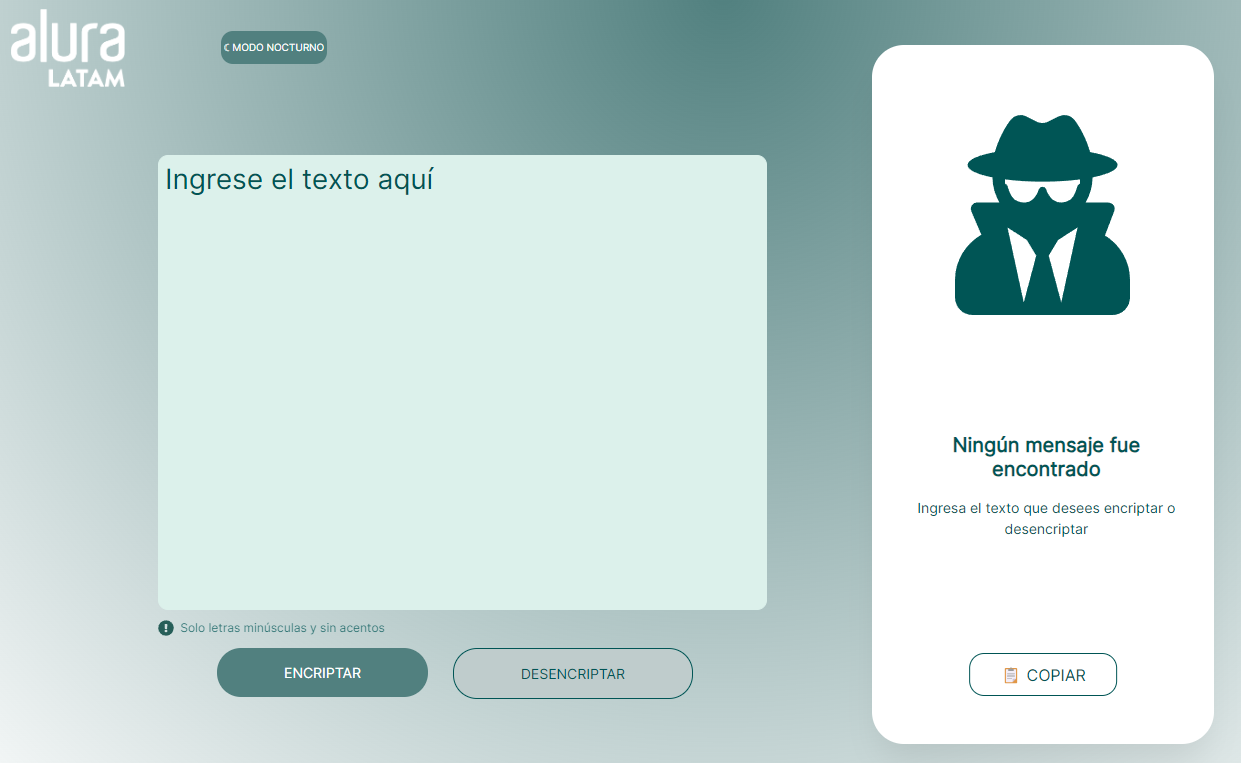 alura
LATAM
MODO NOCTURNO
Ingrese el texto aquí
Solo letras minúsculas y sin acentos
ENCRIPTAR
DESENCRIPTAR
Ningún mensaje fue
encontrado
Ingresa el texto que desees encriptar o
desencriptar
COPIAR